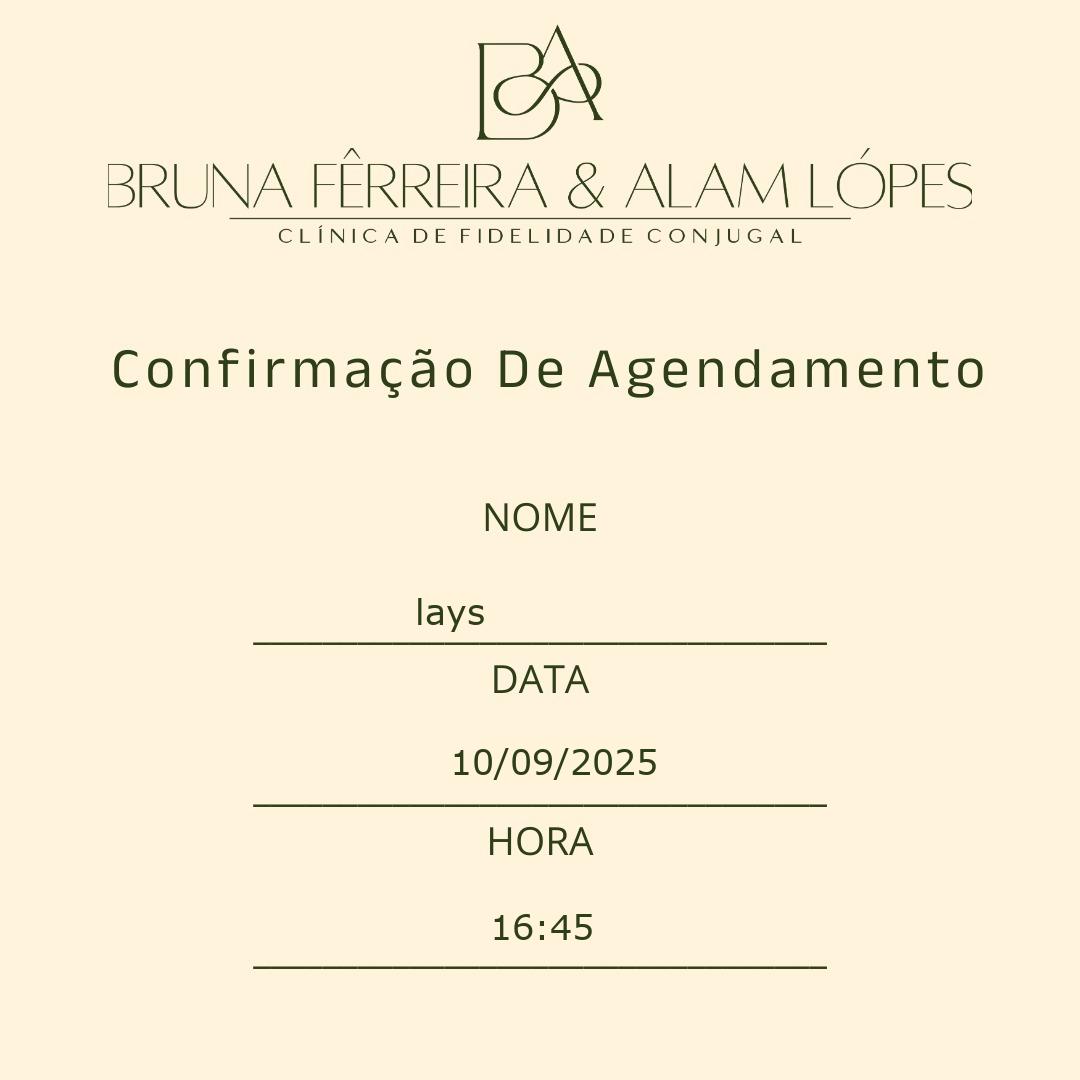 BA
BRUNA FÊRREIRA & ALAM LÓPES
CLÍNICA DE FIDELIDADE CONJUGAL
Confirmação De Agendamento
NOME
lays
DATA
10/09/2025
HORA
16:45